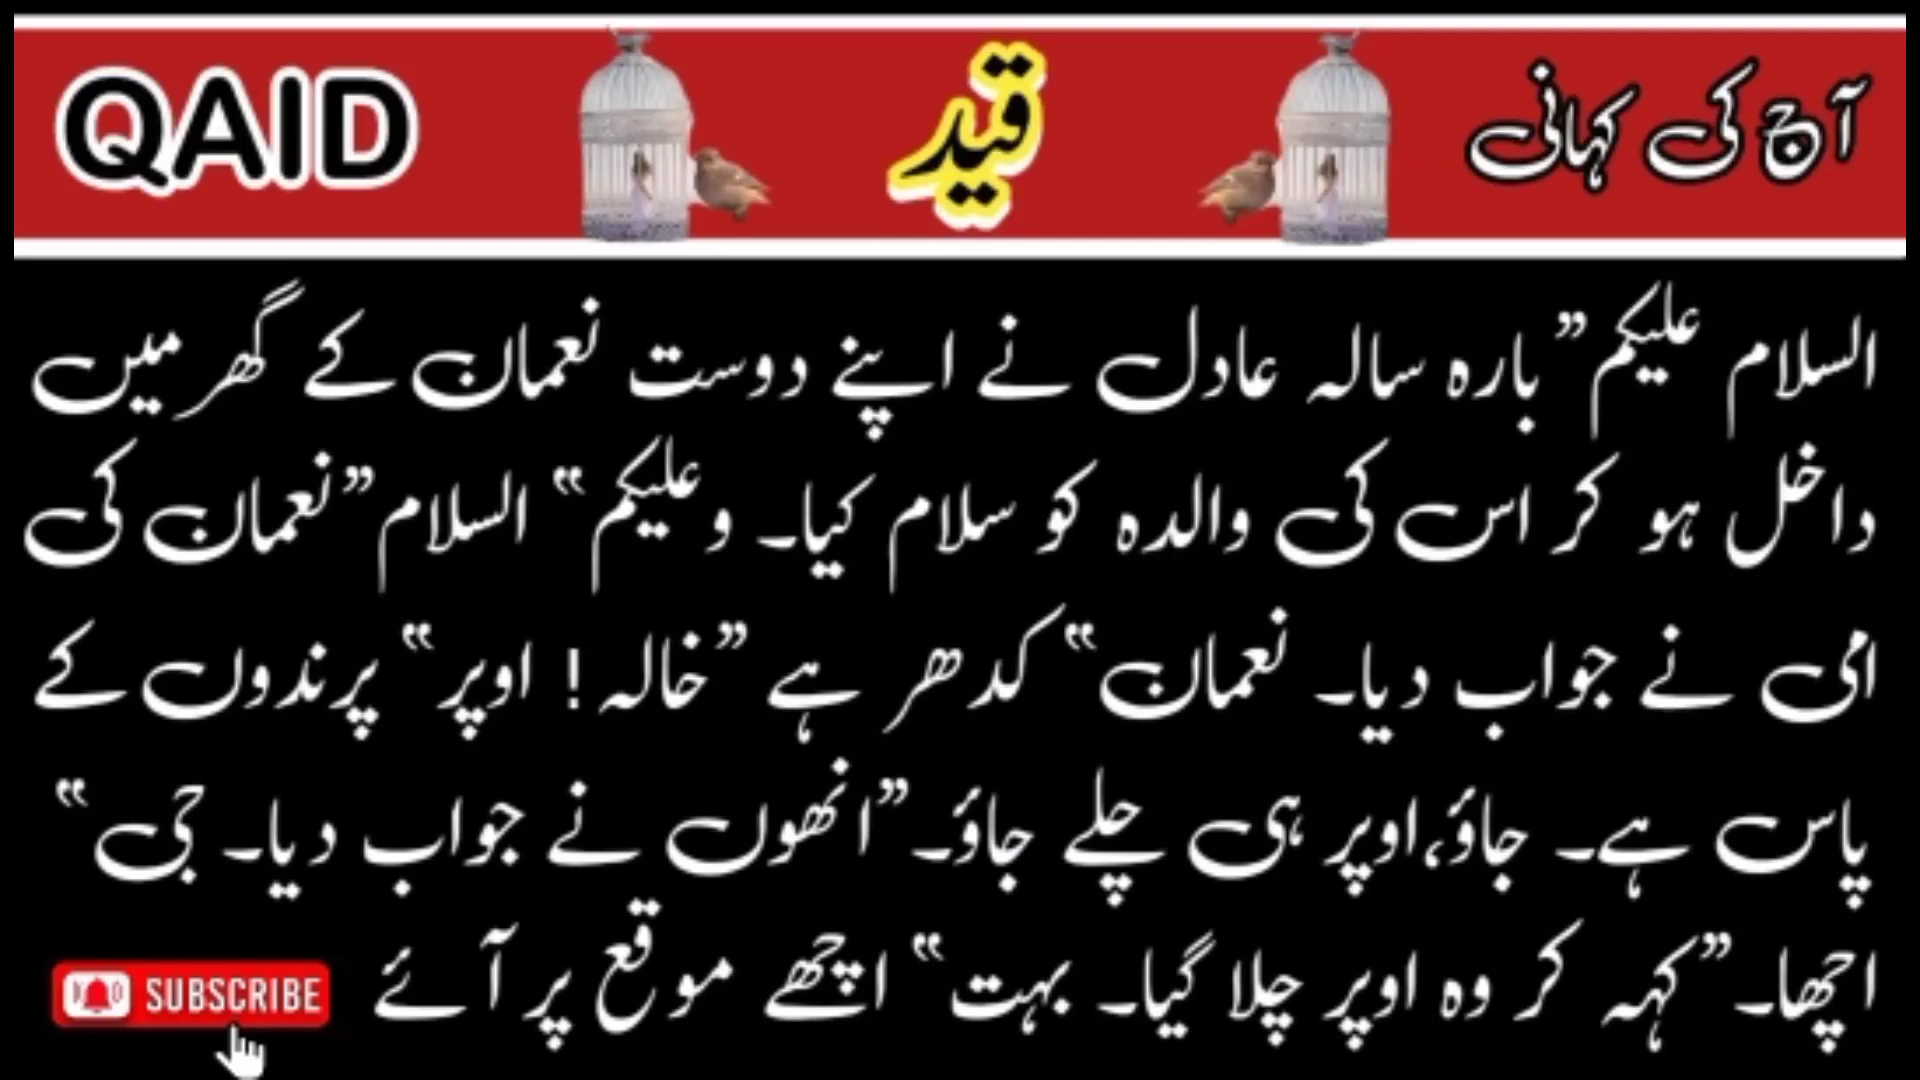 آج کی کہانی
قید
QAID
السلام علیکم”بارہ سالہ عادل نے اپنے دوست نعمان کے گھر میں
داخل ہو کر اس کی والدہ کو سلام کیا۔ وعلیکم“ السلام”نعمان کی
امی نے جواب دیا۔ نعمان“ کدھر ہے ”خالہ! اوپر“ پرندوں کے
پاس ہے۔ جاؤ،اوپر ہی چلے جاؤ۔”انھوں نے جواب دیا۔ جی“
اچھا۔”کہہ کر وہ اوپر چلا گیا۔ بہت“ اچھے موقع پر آئے
SUBSCRIBE